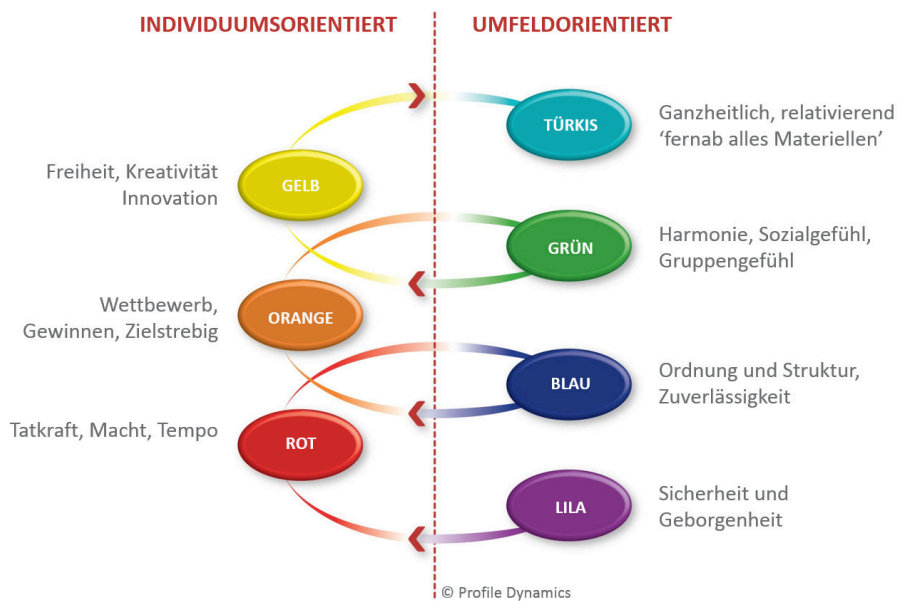 INDIVIDUUMSORIENTIERT
UMFELDORIENTIERT
TÜRKIS
Ganzheitlich, relativierend
‘fernab alles Materiellen’
Freiheit, Kreativität
Innovation
GELB
GRÜN
Harmonie, Sozialgefühl,
Gruppengefühl
Wettbewerb,
Gewinnen, Zielstrebig
ORANGE
BLAU
Ordnung und Struktur,
Zuverlässigkeit
Tatkraft, Macht, Tempo
ROT
LILA
Sicherheit und
Geborgenheit
© Profile Dynamics